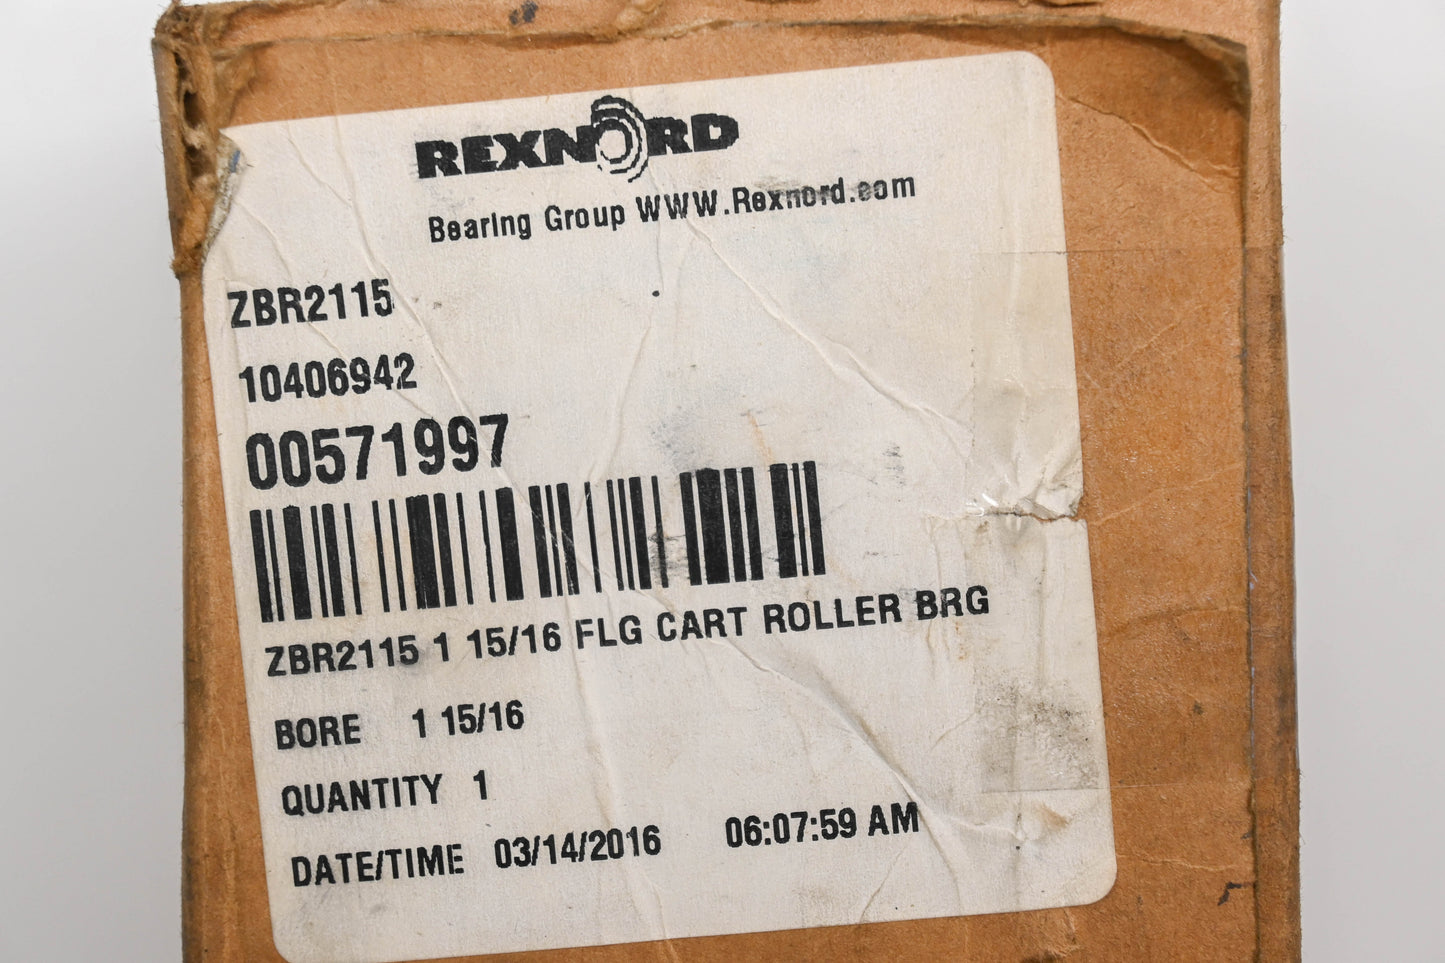 REXNORD
Bearing Group WWW.Rexnord.com
ZBR2115
10406942
00571997
ZBR2115 1 15/16 FLG CART ROLLER BRG
BORE 1 15/16
QUANTITY 1
DATE/TIME 03/14/2016 06:07:59 AM